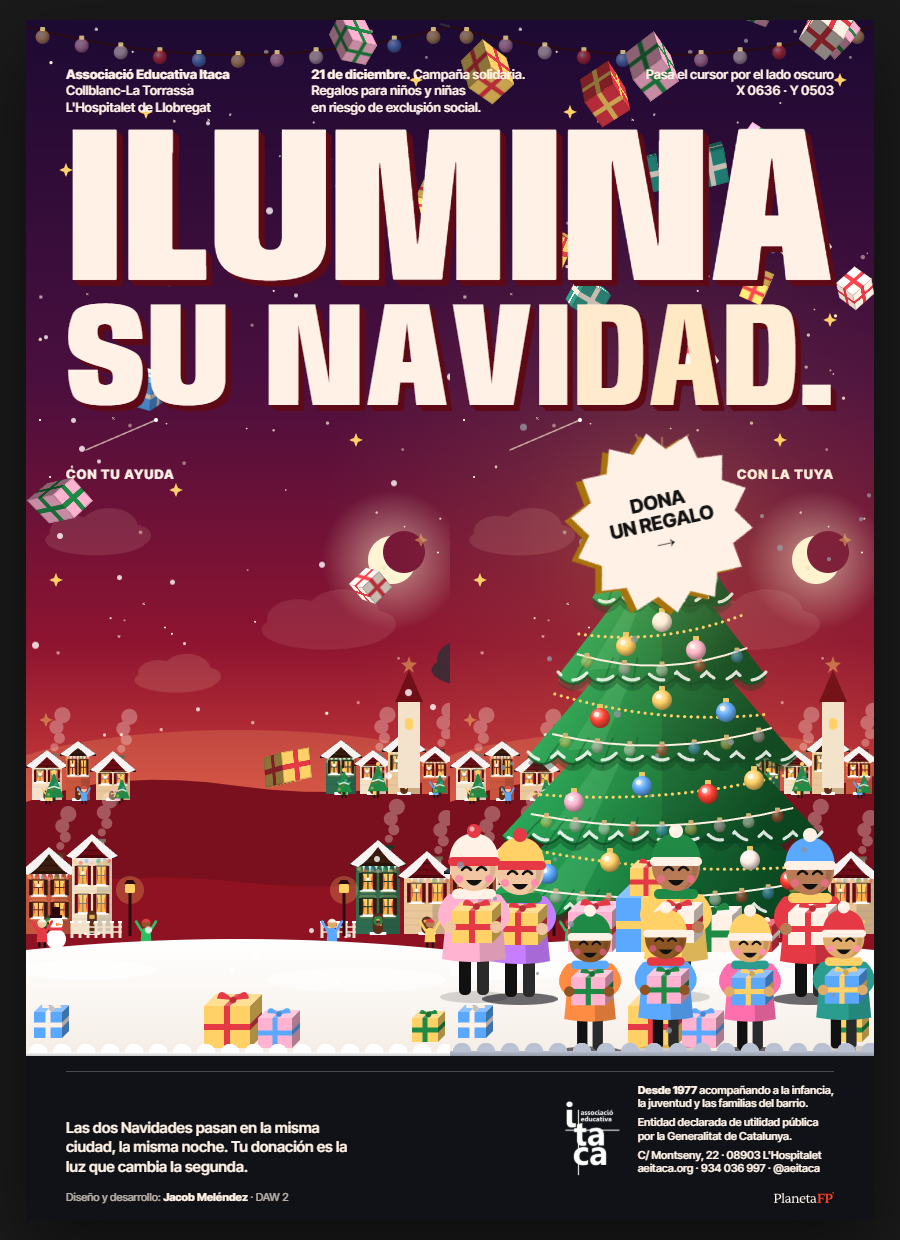 Associació Educativa Itaca
Collblanc-La Torrassa
L'Hospitalet de Llobregat
21 de diciembre. Campaña solidaria.
Regalos para niños y niñas
en riesgo de exclusión social.
Pasa el cursor por el lado oscuro
X 0636 · Y 0503
ILUMINA
SU NAVIDAD.
CON TU AYUDA
CON LA TUYA
DONA
UN REGALO
→
Las dos Navidades pasan en la misma
ciudad, la misma noche. Tu donación es la
luz que cambia la segunda.
Diseño y desarrollo: Jacob Meléndez · DAW 2
associació
educativa
itaca
Desde 1977 acompañando a la infancia,
la juventud y las familias del barrio.
Entidad declarada de utilidad pública
por la Generalitat de Catalunya.
C/ Montseny, 22 · 08903 L'Hospitalet
aeitaca.org · 934 036 997 · @aeitaca
PlanetaFP